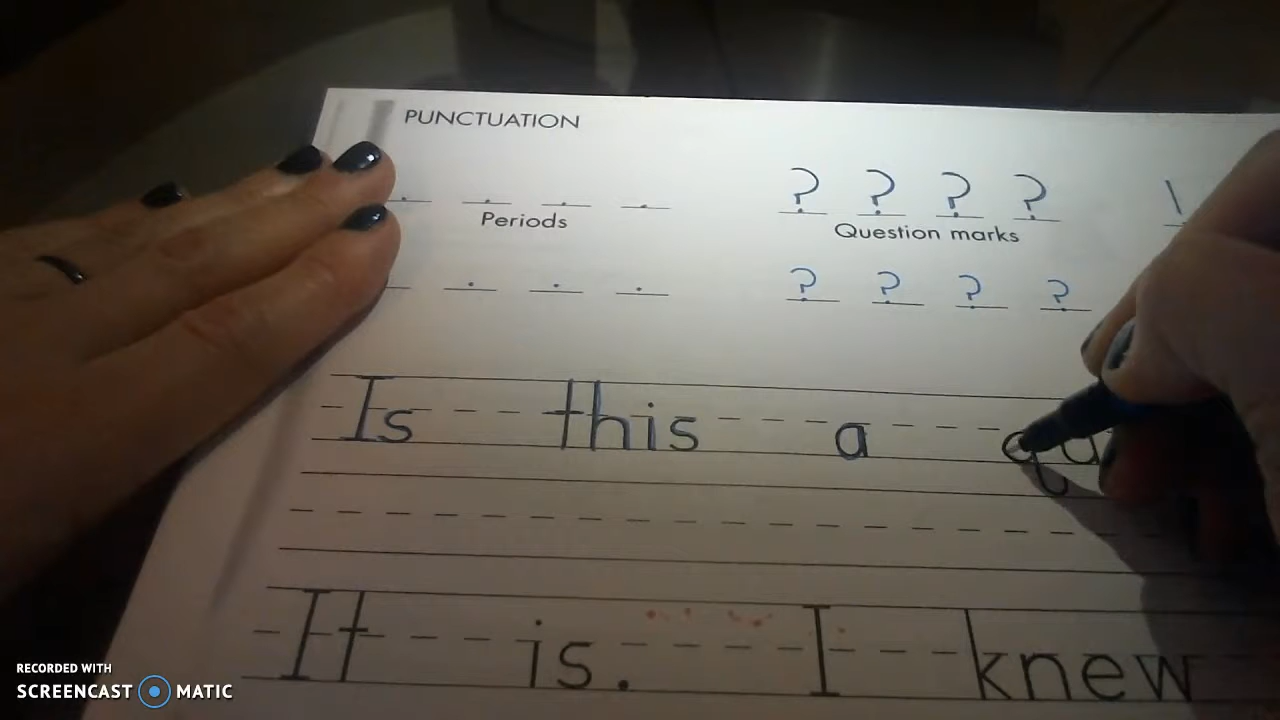 PUNCTUATION
. . . . ? ? ? ?
Periods Question marks
. . . . ? ? ? ?
Is this a
It is. I knew
RECORDED WITH
SCREENCAST MATIC